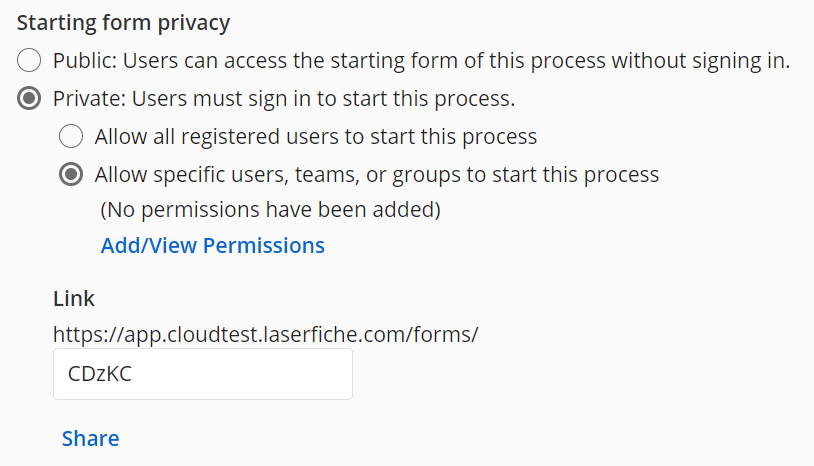 Starting form privacy
Public: Users can access the starting form of this process without signing in.
Private: Users must sign in to start this process.
Allow all registered users to start this process
Allow specific users, teams, or groups to start this process
(No permissions have been added)
Add/View Permissions
Link
https://app.cloudtest.laserfiche.com/forms/
CDzKC
Share